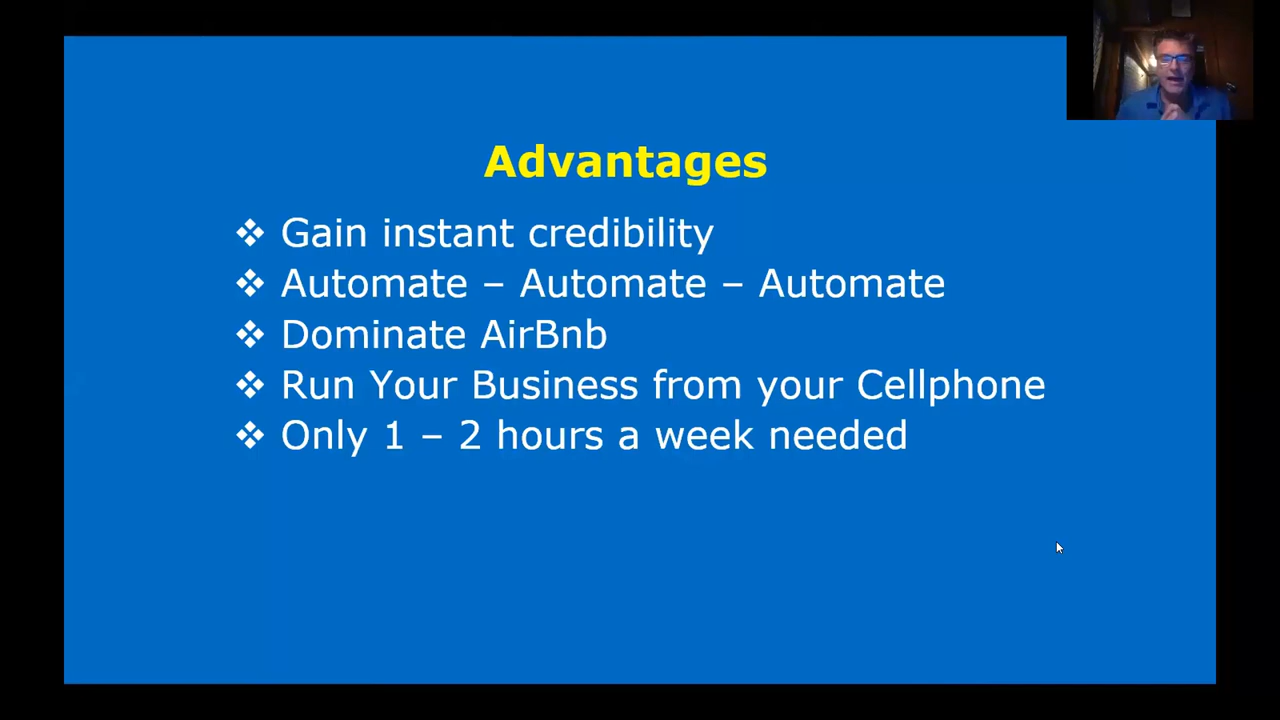 Advantages
❖ Gain instant credibility
❖ Automate – Automate – Automate
❖ Dominate AirBnb
❖ Run Your Business from your Cellphone
❖ Only 1 – 2 hours a week needed